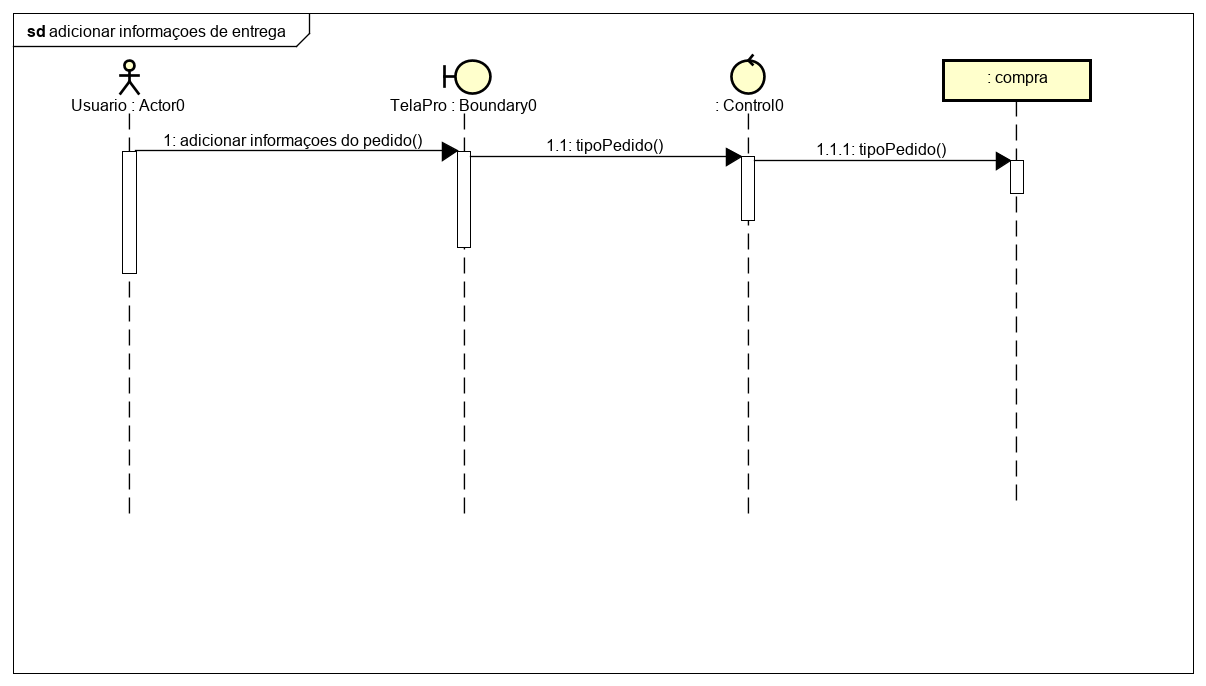 sd adicionar informaçoes de entrega
Usuario : Actor0
TelaPro : Boundary0
: Control0
: compra
1: adicionar informaçoes do pedido()
1.1: tipoPedido()
1.1.1: tipoPedido()